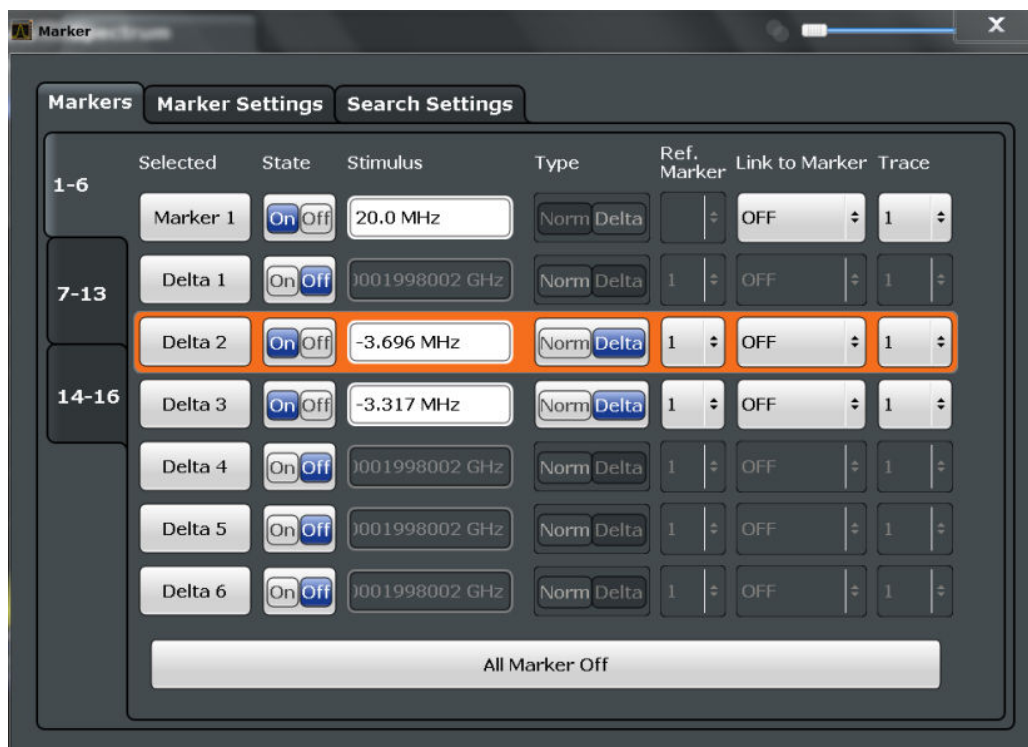 Marker
Markers Marker Settings Search Settings
1-6
7-13
14-16
Selected State Stimulus Type Ref. Marker Link to Marker Trace
Marker 1 On Off 20.0 MHz Norm Delta OFF 1
Delta 1 On Off 0001998002 GHz Norm Delta 1 OFF 1
Delta 2 On Off -3.696 MHz Norm Delta 1 OFF 1
Delta 3 On Off -3.317 MHz Norm Delta 1 OFF 1
Delta 4 On Off 0001998002 GHz Norm Delta 1 OFF 1
Delta 5 On Off 0001998002 GHz Norm Delta 1 OFF 1
Delta 6 On Off 0001998002 GHz Norm Delta 1 OFF 1
All Marker Off